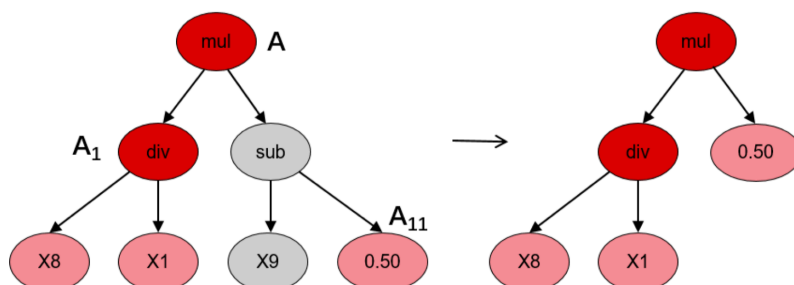 mul A mul
A1 div sub div 0.50
A11
X8 X1 X9 0.50 X8 X1